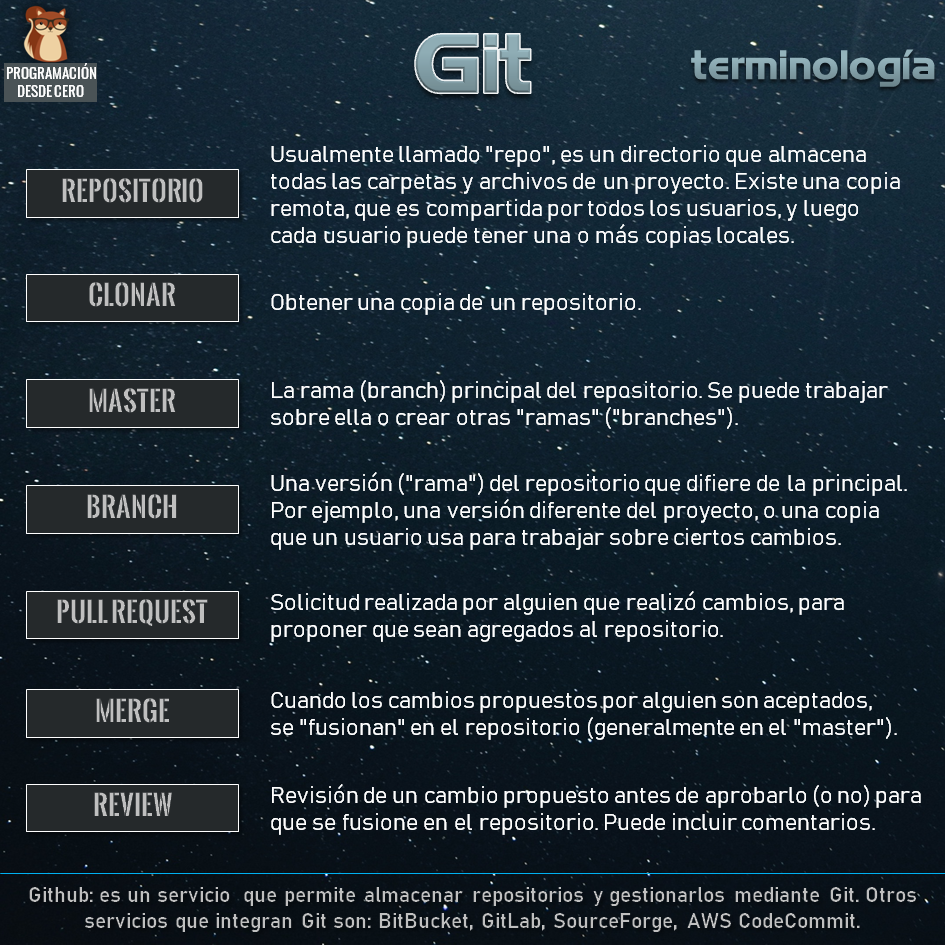 PROGRAMACIÓN
DESDE CERO
Git
terminología
REPOSITORIO
Usualmente llamado "repo", es un directorio que almacena
todas las carpetas y archivos de un proyecto. Existe una copia
remota, que es compartida por todos los usuarios, y luego
cada usuario puede tener una o más copias locales.
CLONAR
Obtener una copia de un repositorio.
MASTER
La rama (branch) principal del repositorio. Se puede trabajar
sobre ella o crear otras "ramas" ("branches").
BRANCH
Una versión ("rama") del repositorio que difiere de la principal.
Por ejemplo, una versión diferente del proyecto, o una copia
que un usuario usa para trabajar sobre ciertos cambios.
PULL REQUEST
Solicitud realizada por alguien que realizó cambios, para
proponer que sean agregados al repositorio.
MERGE
Cuando los cambios propuestos por alguien son aceptados,
se "fusionan" en el repositorio (generalmente en el "master").
REVIEW
Revisión de un cambio propuesto antes de aprobarlo (o no) para
que se fusione en el repositorio. Puede incluir comentarios.
Github: es un servicio que permite almacenar repositorios y gestionarlos mediante Git. Otros
servicios que integran Git son: BitBucket, GitLab, SourceForge, AWS CodeCommit.